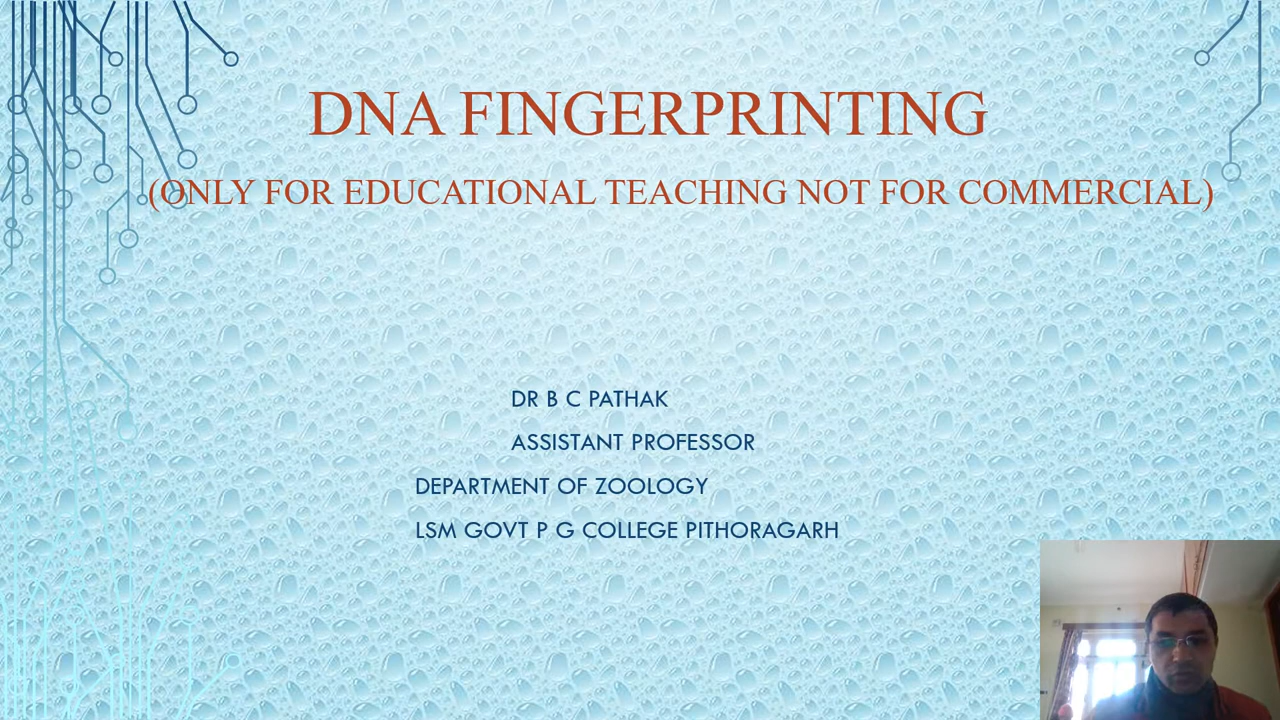 DNA FINGERPRINTING
(ONLY FOR EDUCATIONAL TEACHING NOT FOR COMMERCIAL)
DR B C PATHAK
ASSISTANT PROFESSOR
DEPARTMENT OF ZOOLOGY
LSM GOVT P G COLLEGE PITHORAGARH